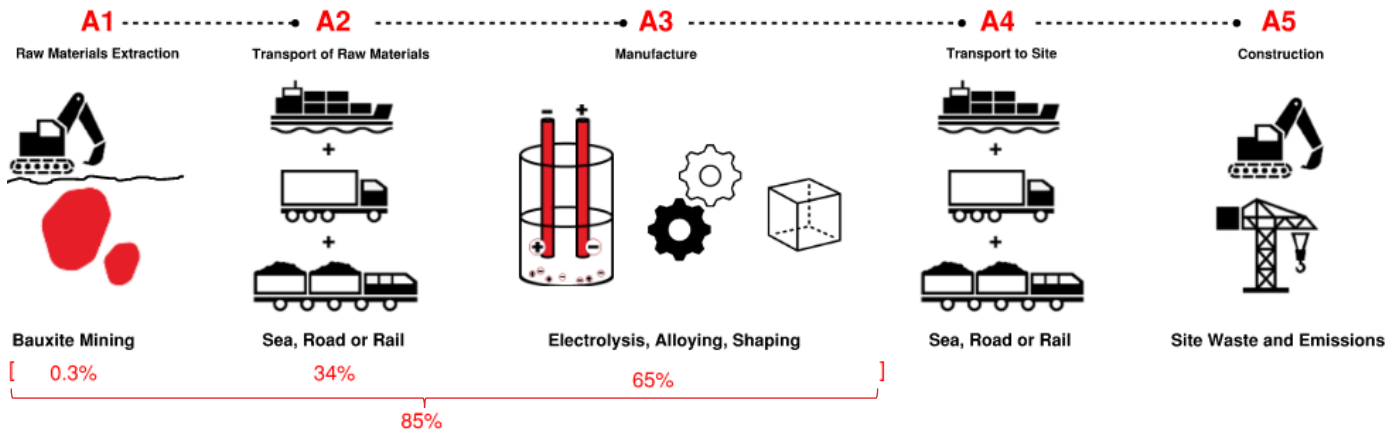 A1
A2
A3
A4
A5
Raw Materials Extraction
Transport of Raw Materials
Manufacture
Transport to Site
Construction
-
+
+
+
+
-
+
+
Bauxite Mining
Sea, Road or Rail
Electrolysis, Alloying, Shaping
Sea, Road or Rail
Site Waste and Emissions
[ 0.3%
34%
65%
]
85%